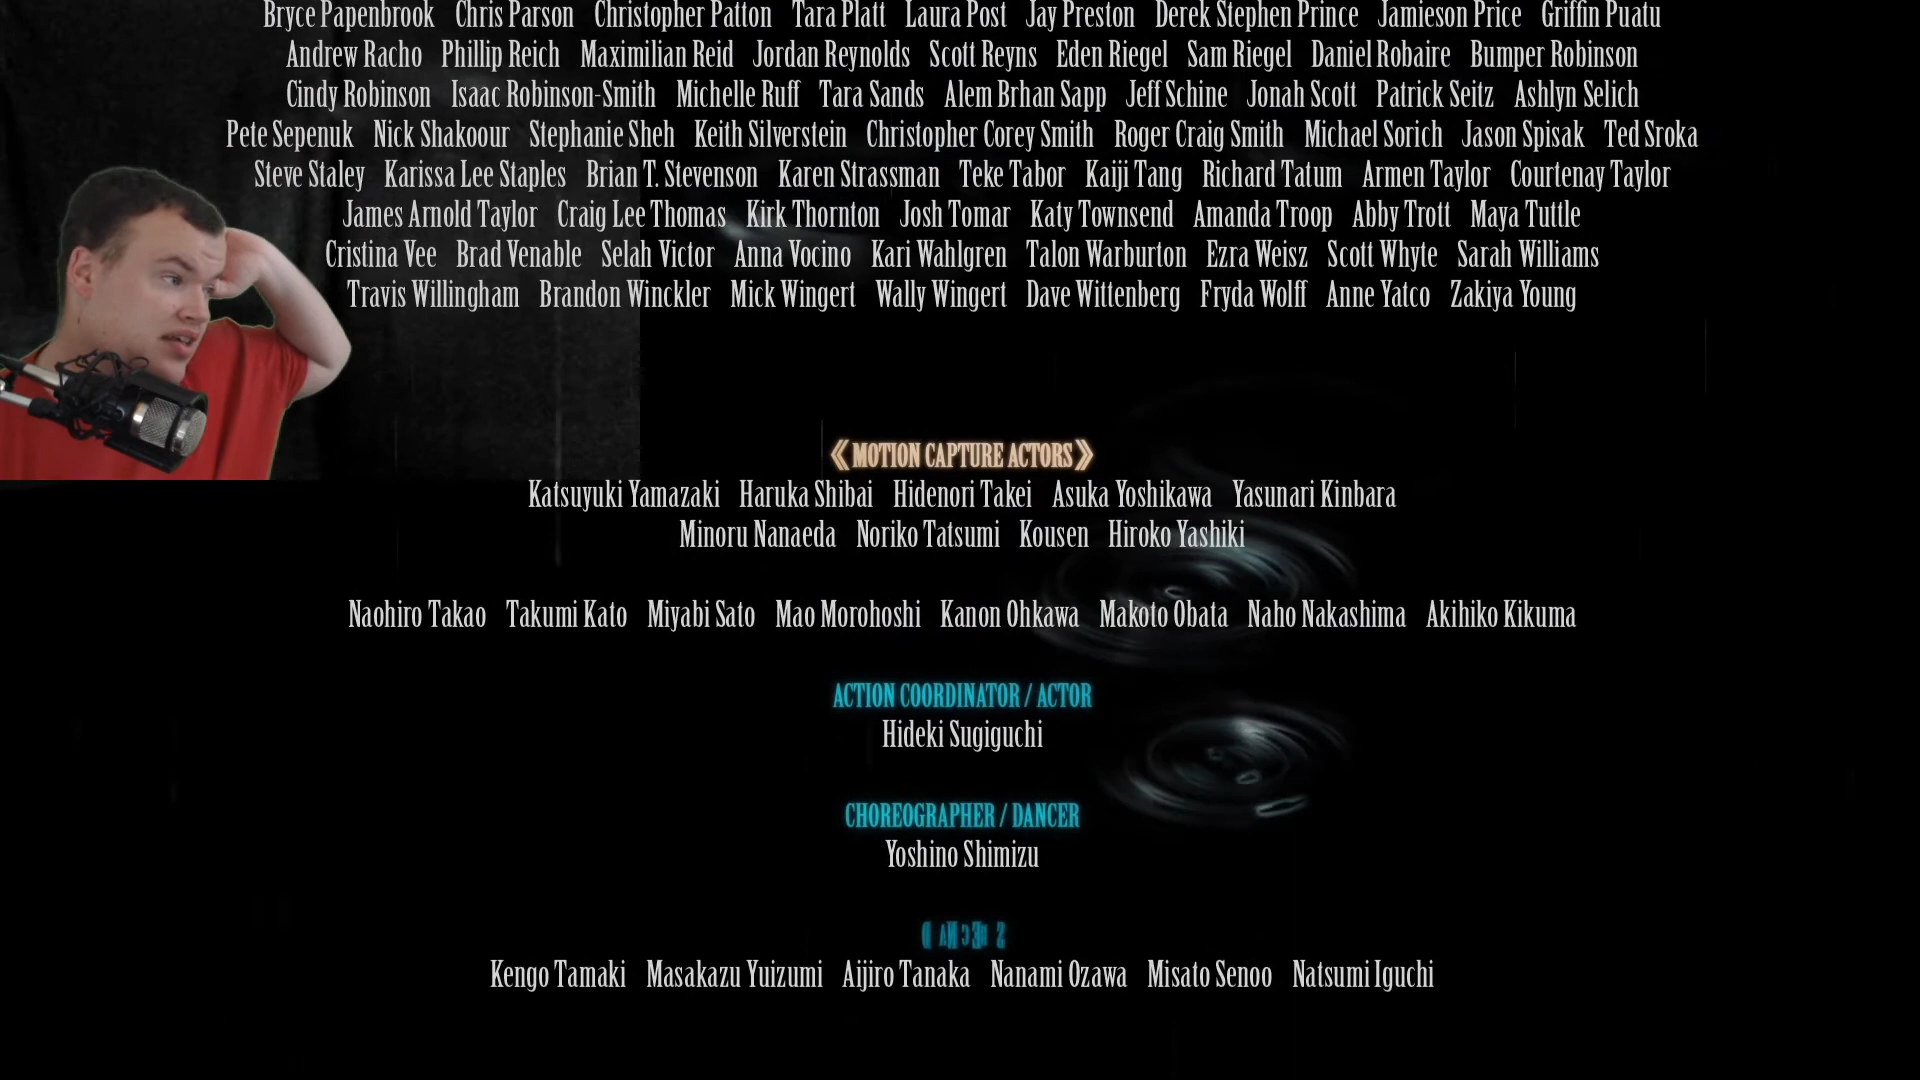 Bryce Papenbrook Chris Parson Christopher Patton Tara Platt Laura Post Jay Preston Derek Stephen Prince Jamieson Price Griffin Puatu
Andrew Racho Phillip Reich Maximilian Reid Jordan Reynolds Scott Reyns Eden Riegel Sam Riegel Daniel Robaire Bumper Robinson
Cindy Robinson Isaac Robinson-Smith Michelle Ruff Tara Sands Alem Brhan Sapp Jeff Schine Jonah Scott Patrick Seitz Ashlyn Selich
Pete Sepenuk Nick Shakoour Stephanie Sheh Keith Silverstein Christopher Corey Smith Roger Craig Smith Michael Sorich Jason Spisak Ted Sroka
Steve Staley Karissa Lee Staples Brian T. Stevenson Karen Strassman Teke Tabor Kaiji Tang Richard Tatum Armen Taylor Courtenay Taylor
James Arnold Taylor Craig Lee Thomas Kirk Thornton Josh Tomar Katy Townsend Amanda Troop Abby Trott Maya Tuttle
Cristina Vee Brad Venable Selah Victor Anna Vocino Kari Wahlgren Talon Warburton Ezra Weisz Scott Whyte Sarah Williams
Travis Willingham Brandon Winckler Mick Wingert Wally Wingert Dave Wittenberg Fryda Wolff Anne Yatco Zakiya Young
《MOTION CAPTURE ACTORS》
Katsuyuki Yamazaki Haruka Shibai Hidenori Takei Asuka Yoshikawa Yasunari Kinbara
Minoru Nanaeda Noriko Tatsumi Kousen Hiroko Yashiki
Naohiro Takao Takumi Kato Miyabi Sato Mao Morohoshi Kanon Ohkawa Makoto Obata Naho Nakashima Akihiko Kikuma
ACTION COORDINATOR / ACTOR
Hideki Sugiguchi
CHOREOGRAPHER / DANCER
Yoshino Shimizu
Kengo Tamaki Masakazu Yuizumi Aijiro Tanaka Nanami Ozawa Misato Senoo Natsumi Iguchi